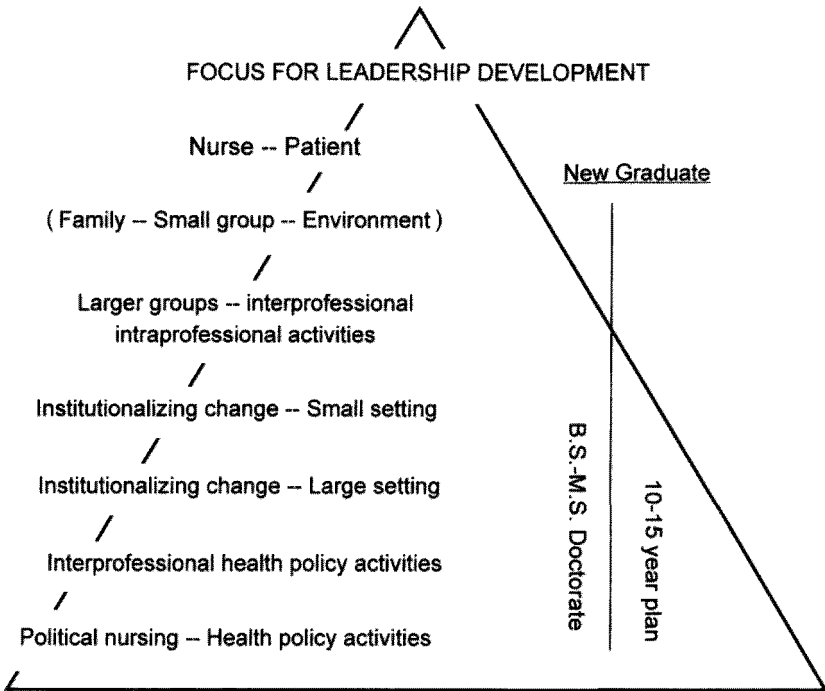 FOCUS FOR LEADERSHIP DEVELOPMENT
Nurse -- Patient
New Graduate
( Family -- Small group -- Environment )
Larger groups -- interprofessional
intraprofessional activities
Institutionalizing change -- Small setting
Institutionalizing change -- Large setting
Interprofessional health policy activities
Political nursing -- Health policy activities
B.S.-M.S. Doctorate
10-15 year plan